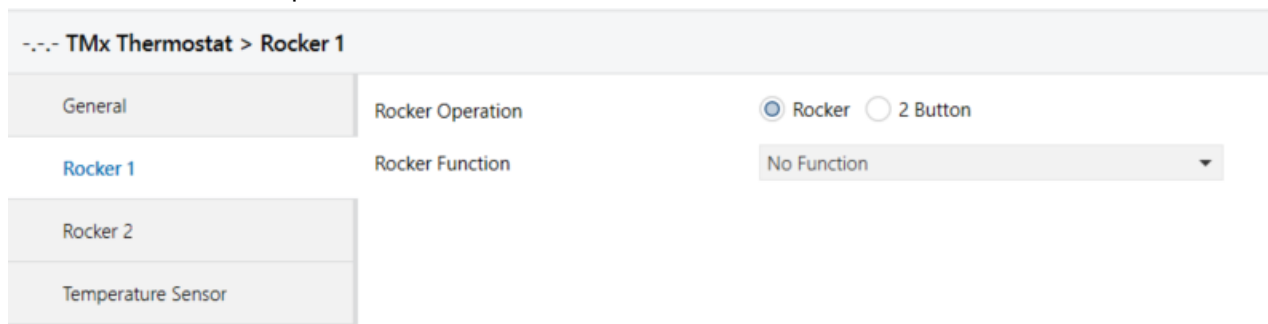 -.-.- TMx Thermostat > Rocker 1
General
Rocker Operation
Rocker
2 Button
Rocker 1
Rocker Function
No Function
Rocker 2
Temperature Sensor